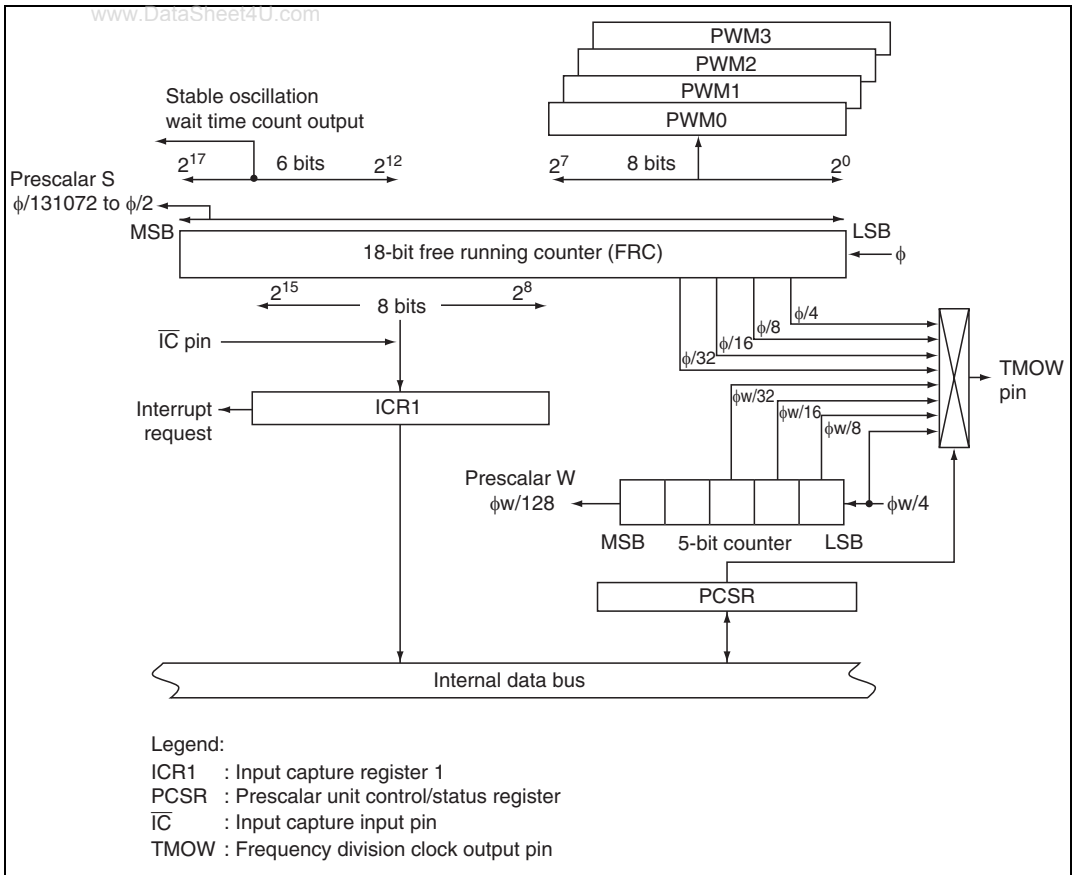 www.DataSheet4U.com
PWM3
PWM2
PWM1
PWM0
Stable oscillation
wait time count output
2^17 6 bits 2^12
2^7 8 bits 2^0
Prescalar S
ϕ/131072 to ϕ/2
MSB
LSB
18-bit free running counter (FRC)
ϕ
2^15 8 bits 2^8
ϕ/4
ϕ/8
ϕ/16
ϕ/32
I̅C̅ pin
TMOW
pin
ICR1
Interrupt
request
ϕw/32
ϕw/16
ϕw/8
Prescalar W
ϕw/128
ϕw/4
MSB 5-bit counter LSB
PCSR
Internal data bus
Legend:
ICR1 : Input capture register 1
PCSR : Prescalar unit control/status register
I̅C̅ : Input capture input pin
TMOW : Frequency division clock output pin